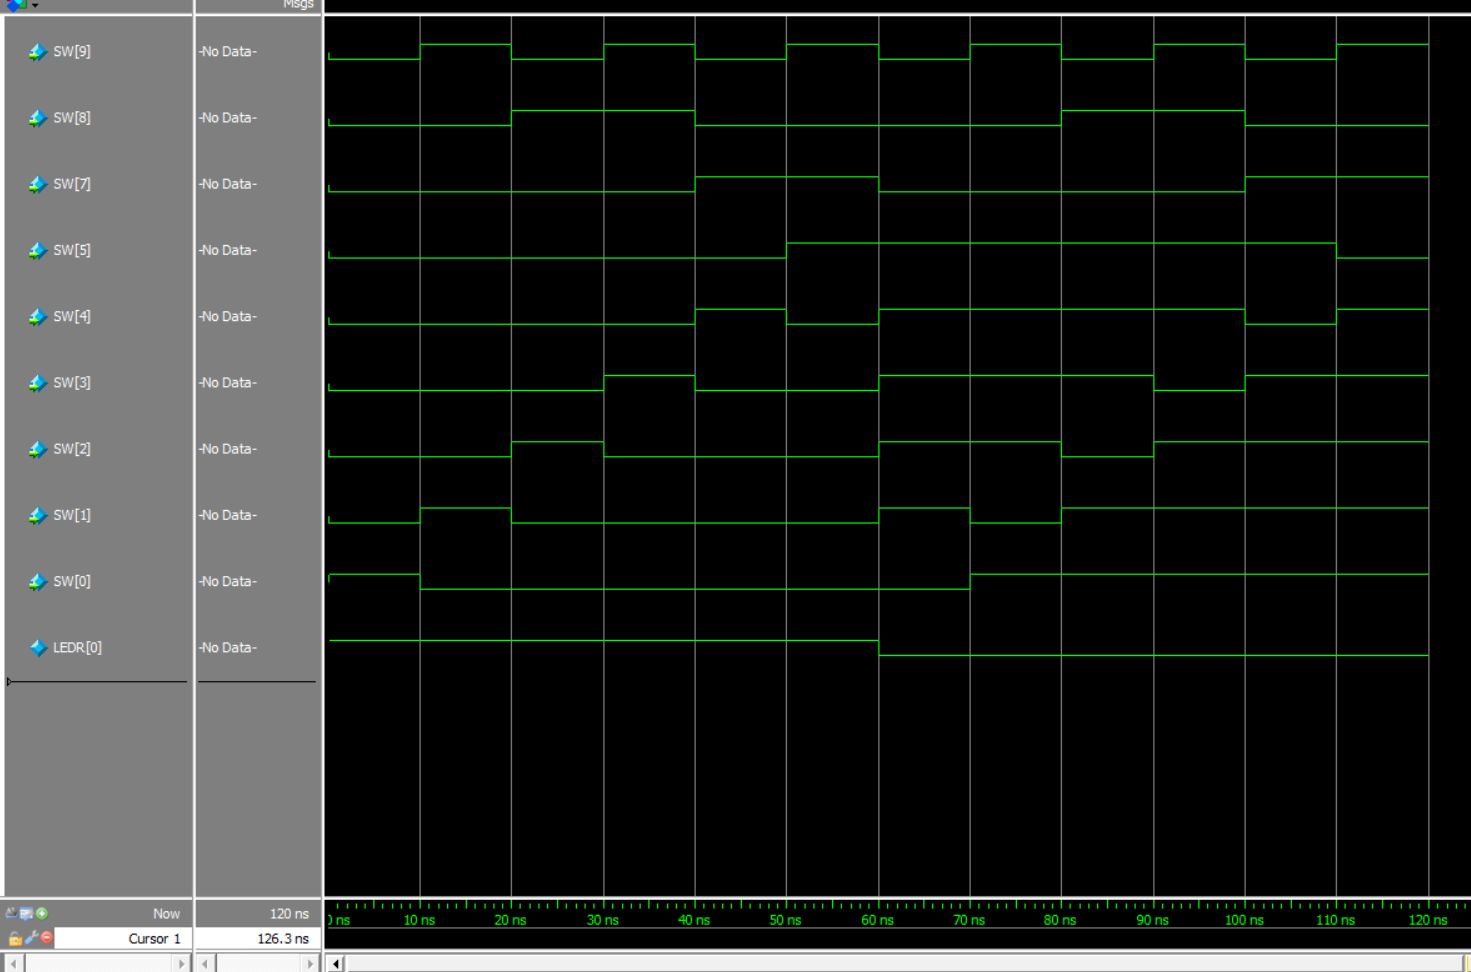 Msgs
SW[9] -No Data-
SW[8] -No Data-
SW[7] -No Data-
SW[5] -No Data-
SW[4] -No Data-
SW[3] -No Data-
SW[2] -No Data-
SW[1] -No Data-
SW[0] -No Data-
LEDR[0] -No Data-
Now 120 ns 0 ns 10 ns 20 ns 30 ns 40 ns 50 ns 60 ns 70 ns 80 ns 90 ns 100 ns 110 ns 120 ns
Cursor 1 126.3 ns